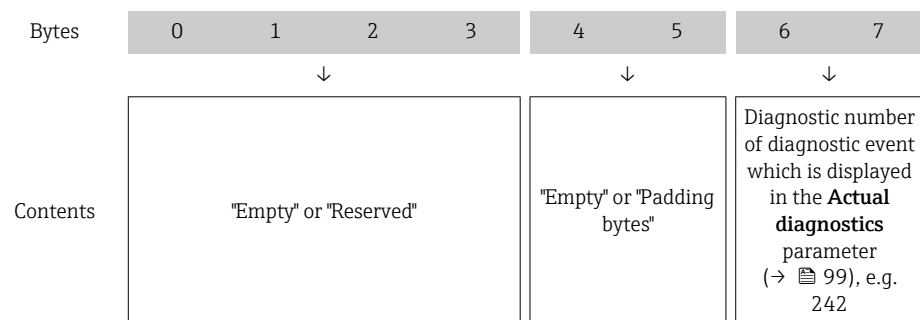 Bytes 0 1 2 3 4 5 6 7
↓ ↓ ↓
Diagnostic number
of diagnostic event
which is displayed
in the Actual
diagnostics
parameter
(→ 99), e.g.
242
Contents
"Empty" or "Reserved"
"Empty" or "Padding
bytes"